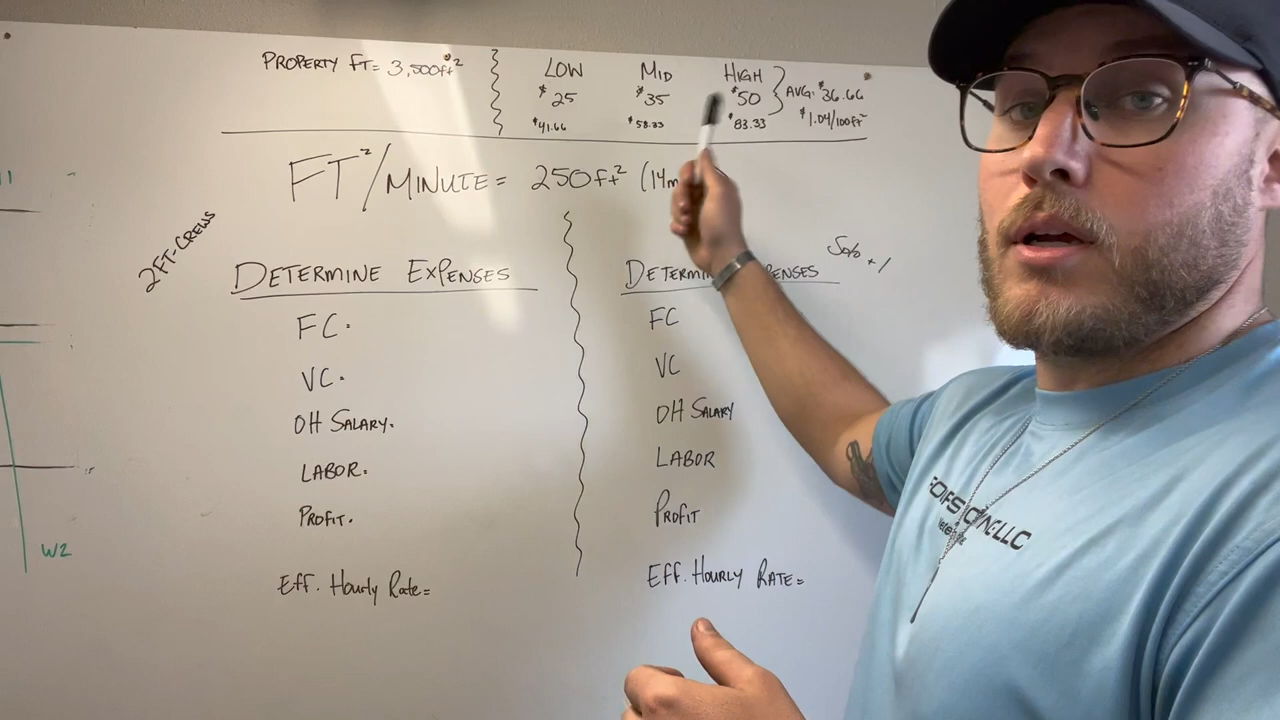 PROPERTY FT= 3,500ft²
LOW MID HIGH
$25 $35 $50
$41.66 $58.33 $83.33
AVG: $36.66
$1.04/100ft²
FT²/MINUTE= 250ft² (14m
2FT-CREWS
Solo +1
DETERMINE EXPENSES
FC.
VC.
OH SALARY.
LABOR.
PROFIT.
Eff. Hourly Rate=
DETERMIN ENSES
FC
VC
OH SALARY
LABOR
PROFIT
EFF. HOURLY RATE=
W2